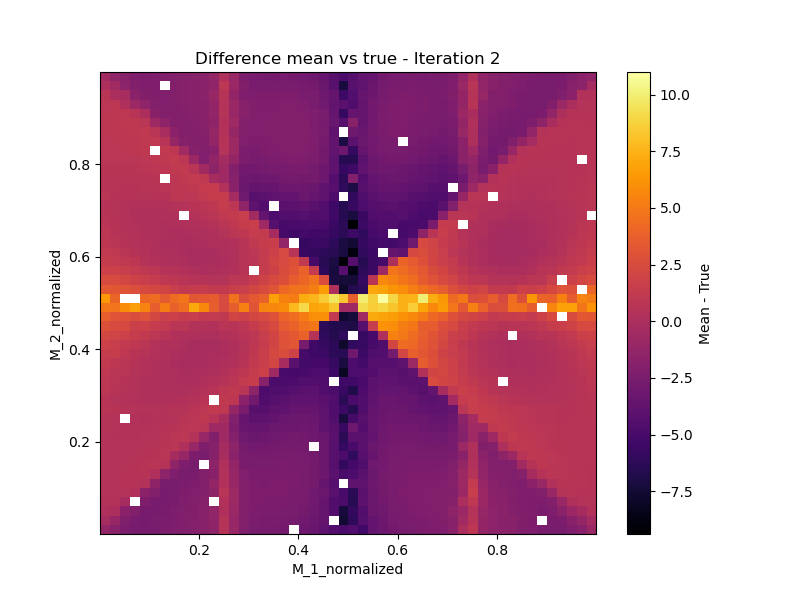 Difference mean vs true - Iteration 2
M_2_normalized
0.8
0.6
0.4
0.2
0.2 0.4 0.6 0.8
M_1_normalized
10.0
7.5
5.0
2.5
0.0
−2.5
−5.0
−7.5
Mean - True